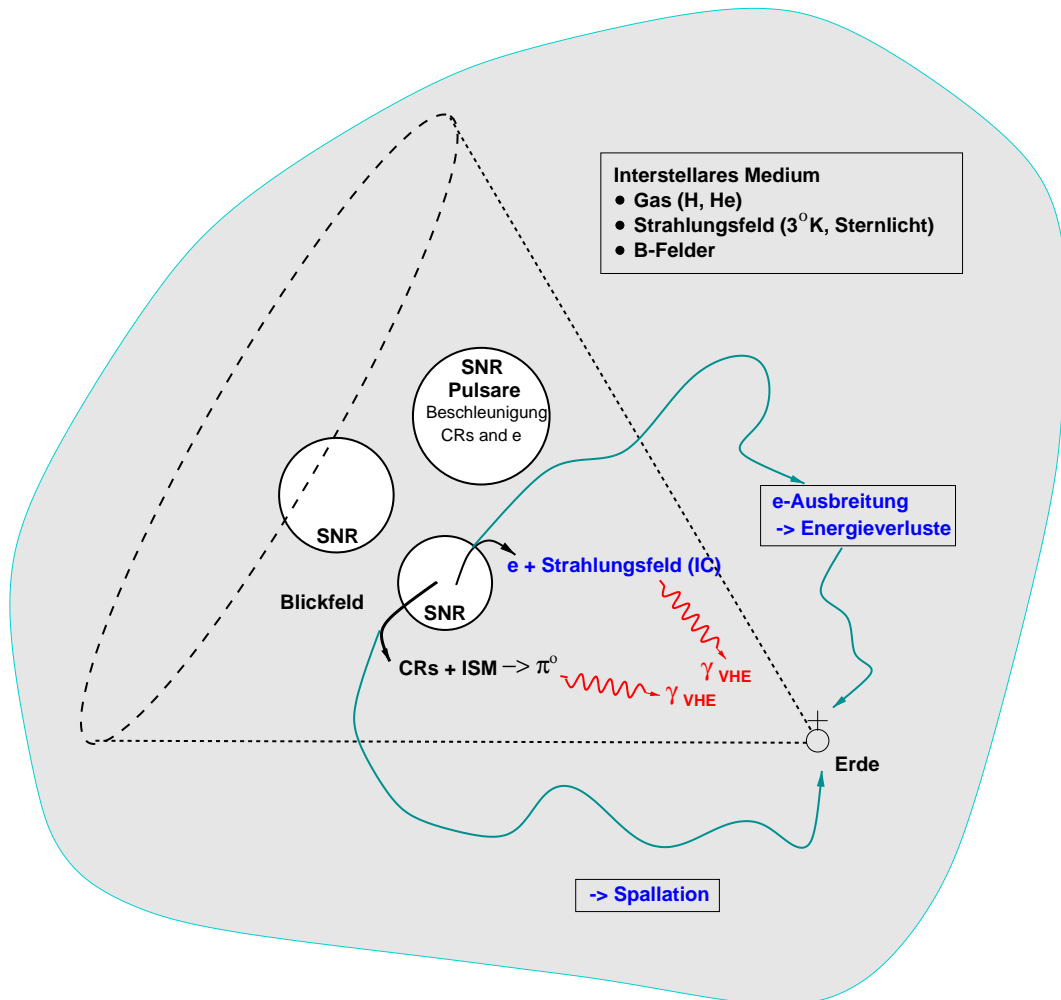 Interstellares Medium
● Gas (H, He)
● Strahlungsfeld (3°K, Sternlicht)
● B-Felder
SNR
Pulsare
Beschleunigung
CRs and e
SNR
e-Ausbreitung
-> Energieverluste
e + Strahlungsfeld (IC)
Blickfeld
SNR
CRs + ISM -> π°
γ VHE
γ VHE
Erde
-> Spallation